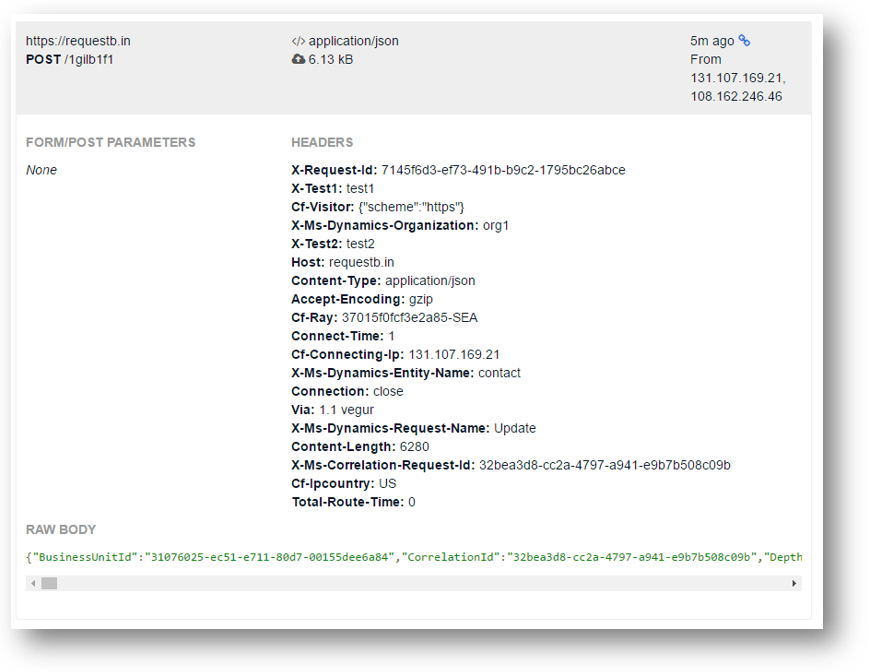 https://requestb.in
POST /1gilb1f1
</> application/json
6.13 kB
5m ago
From
131.107.169.21,
108.162.246.46
FORM/POST PARAMETERS
None
HEADERS
X-Request-Id: 7145f6d3-ef73-491b-b9c2-1795bc26abce
X-Test1: test1
Cf-Visitor: {"scheme":"https"}
X-Ms-Dynamics-Organization: org1
X-Test2: test2
Host: requestb.in
Content-Type: application/json
Accept-Encoding: gzip
Cf-Ray: 37015f0fcf3e2a85-SEA
Connect-Time: 1
Cf-Connecting-Ip: 131.107.169.21
X-Ms-Dynamics-Entity-Name: contact
Connection: close
Via: 1.1 vegur
X-Ms-Dynamics-Request-Name: Update
Content-Length: 6280
X-Ms-Correlation-Request-Id: 32bea3d8-cc2a-4797-a941-e9b7b508c09b
Cf-Ipcountry: US
Total-Route-Time: 0
RAW BODY
{"BusinessUnitId":"31076025-ec51-e711-80d7-00155dee6a84","CorrelationId":"32bea3d8-cc2a-4797-a941-e9b7b508c09b","Depth